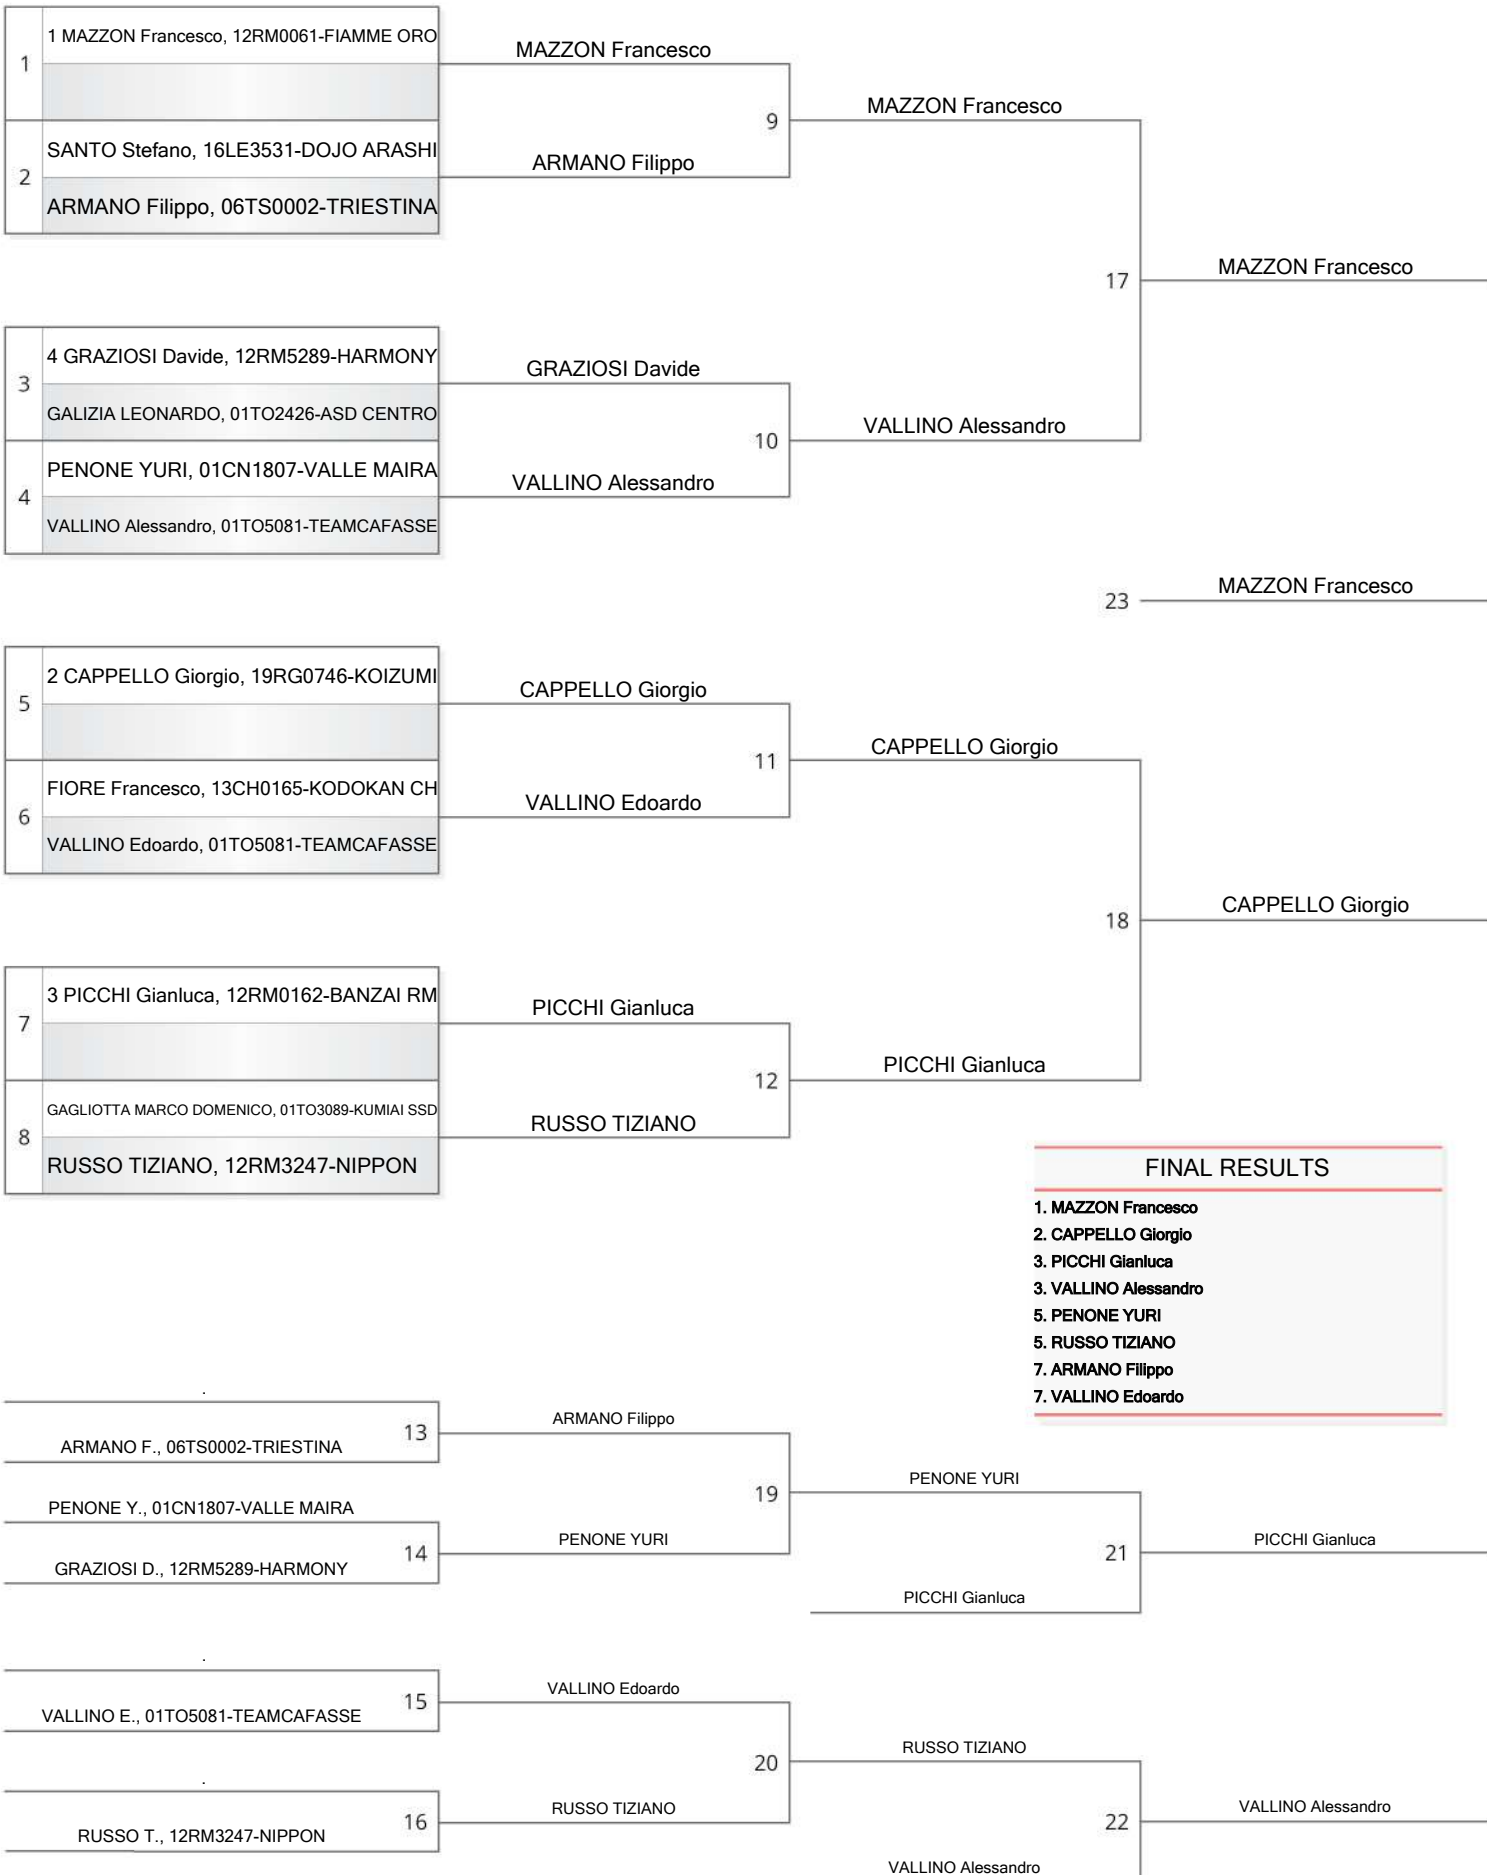 1 MAZZON Francesco, 12RM0061-FIAMME ORO
1
MAZZON Francesco
SANTO Stefano, 16LE3531-DOJO ARASHI
2
ARMANO Filippo, 06TS0002-TRIESTINA
ARMANO Filippo
9
MAZZON Francesco
4 GRAZIOSI Davide, 12RM5289-HARMONY
3
GALIZIA LEONARDO, 01TO2426-ASD CENTRO
GRAZIOSI Davide
PENONE YURI, 01CN1807-VALLE MAIRA
4
VALLINO Alessandro, 01TO5081-TEAMCAFASSE
VALLINO Alessandro
10
VALLINO Alessandro
17
MAZZON Francesco
23
MAZZON Francesco
2 CAPPELLO Giorgio, 19RG0746-KOIZUMI
5
CAPPELLO Giorgio
FIORE Francesco, 13CH0165-KODOKAN CH
6
VALLINO Edoardo, 01TO5081-TEAMCAFASSE
VALLINO Edoardo
11
CAPPELLO Giorgio
3 PICCHI Gianluca, 12RM0162-BANZAI RM
7
PICCHI Gianluca
GAGLIOTTA MARCO DOMENICO, 01TO3089-KUMIAI SSD
8
RUSSO TIZIANO, 12RM3247-NIPPON
RUSSO TIZIANO
12
PICCHI Gianluca
18
CAPPELLO Giorgio
FINAL RESULTS
1. MAZZON Francesco
2. CAPPELLO Giorgio
3. PICCHI Gianluca
3. VALLINO Alessandro
5. PENONE YURI
5. RUSSO TIZIANO
7. ARMANO Filippo
7. VALLINO Edoardo
.
ARMANO F., 06TS0002-TRIESTINA
13
ARMANO Filippo
PENONE Y., 01CN1807-VALLE MAIRA
GRAZIOSI D., 12RM5289-HARMONY
14
PENONE YURI
19
PENONE YURI
PICCHI Gianluca
21
PICCHI Gianluca
.
VALLINO E., 01TO5081-TEAMCAFASSE
15
VALLINO Edoardo
.
RUSSO T., 12RM3247-NIPPON
16
RUSSO TIZIANO
20
RUSSO TIZIANO
VALLINO Alessandro
22
VALLINO Alessandro